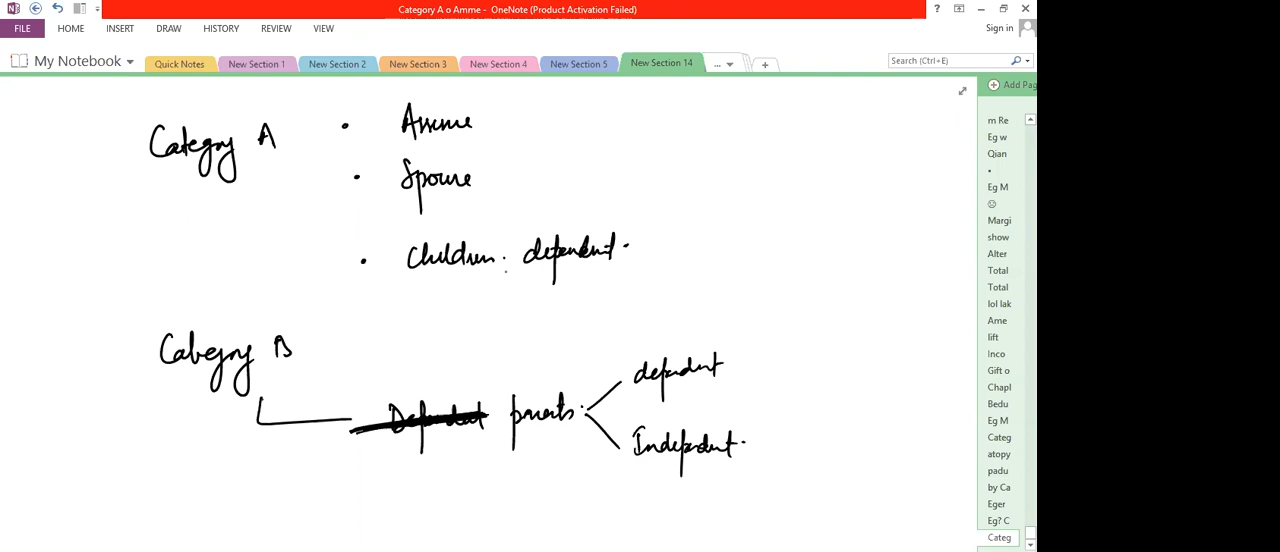 Category A o Amme - OneNote (Product Activation Failed)
FILE HOME INSERT DRAW HISTORY REVIEW VIEW
Sign in
My Notebook
Quick Notes New Section 1 New Section 2 New Section 3 New Section 4 New Section 5 New Section 14 ...
Search (Ctrl+E)
Add Pag
m Re
Eg w
Qian
•
Eg M
☹
Margi
show
Alter
Total
Total
lol lak
Ame
lift
Inco
Gift o
Chapl
Bedu
Eg M
Categ
atopy
padu
by Ca
Eger
Eg? C
Categ
Category A
• Assessee
• Spouse
• Children: dependent.
Category B
Dependent parents:
dependent
Independent.